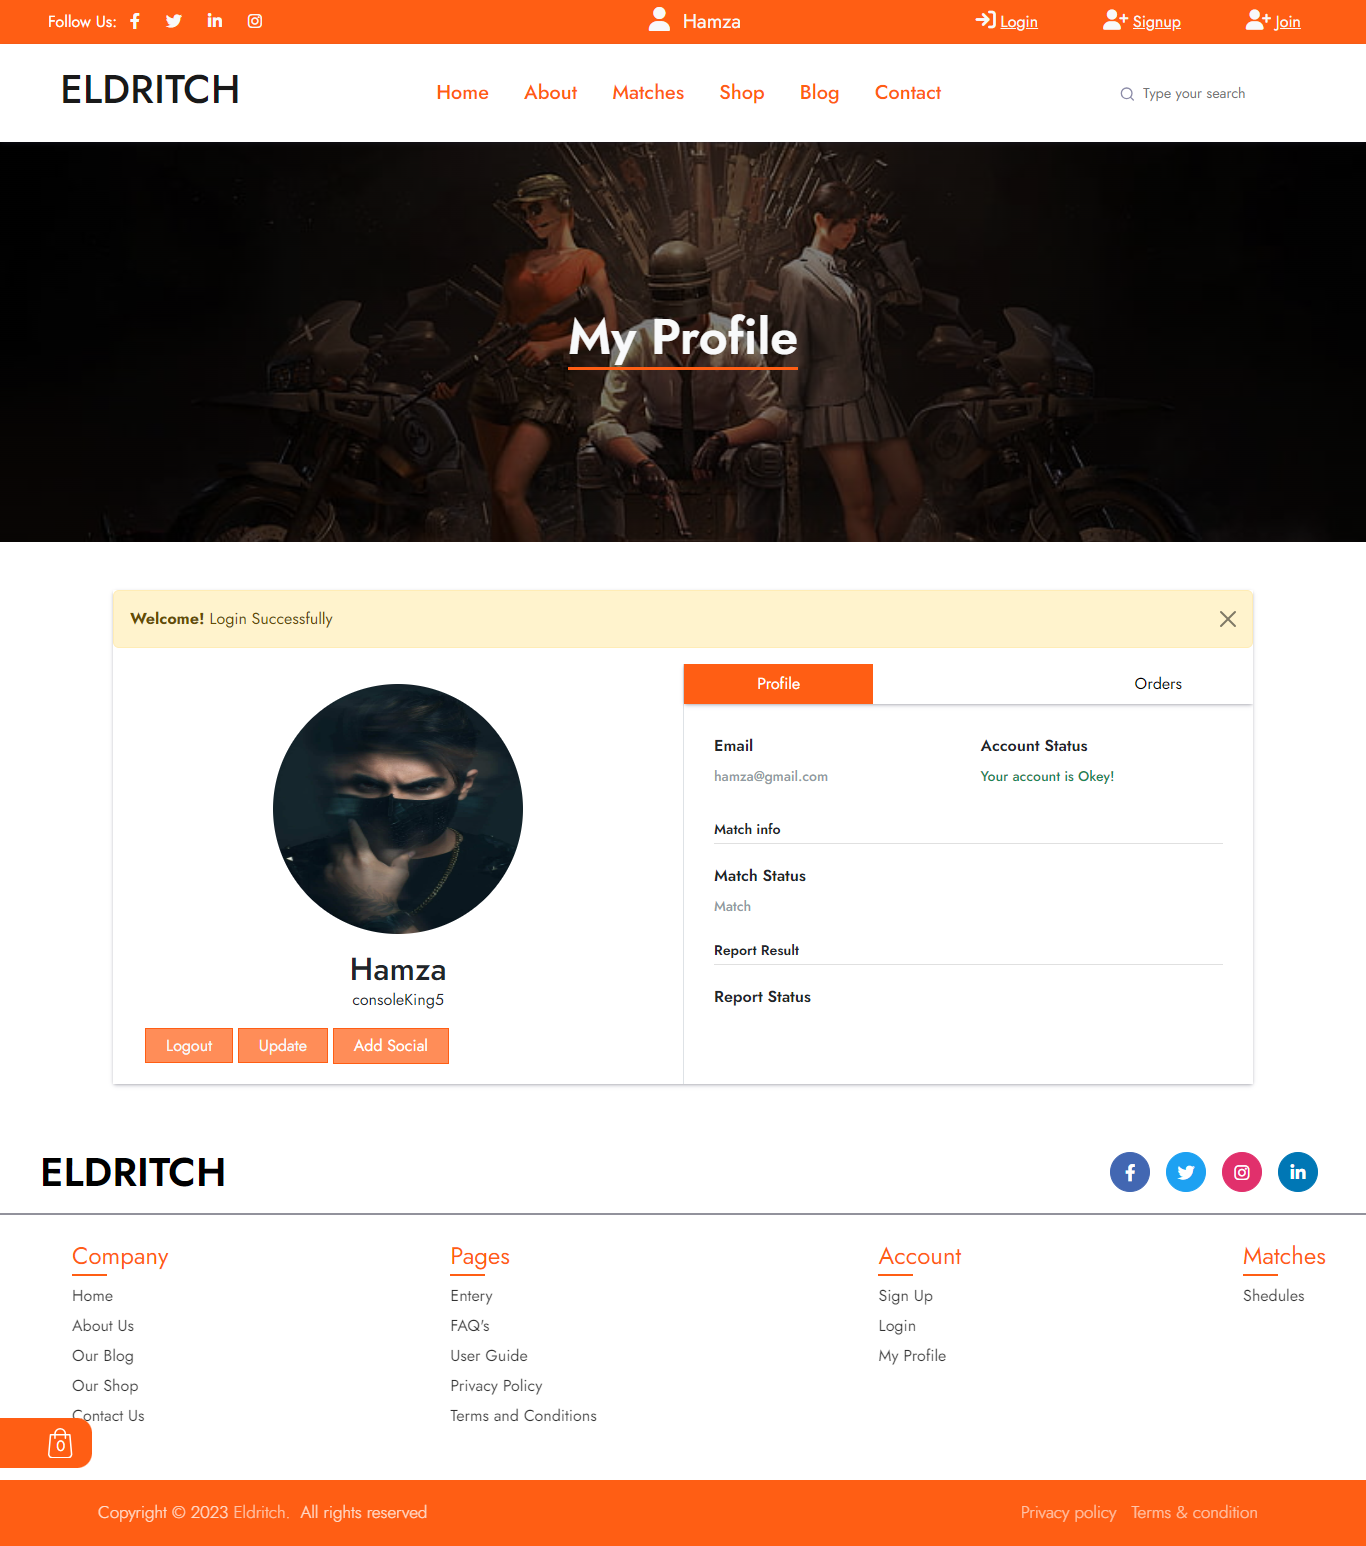 Follow Us:
Hamza
Login
Signup
Join
ELDRITCH
Home
About
Matches
Shop
Blog
Contact
Type your search
My Profile
Welcome! Login Successfully
Profile
Orders
Email
Account Status
hamza@gmail.com
Your account is Okey!
Match info
Match Status
Match
Report Result
Report Status
Hamza
consoleKing5
Logout
Update
Add Social
ELDRITCH
Company
Home
About Us
Our Blog
Our Shop
Contact Us
Pages
Entery
FAQ's
User Guide
Privacy Policy
Terms and Conditions
Account
Sign Up
Login
My Profile
Matches
Shedules
0
Copyright © 2023 Eldritch. All rights reserved
Privacy policy
Terms & condition